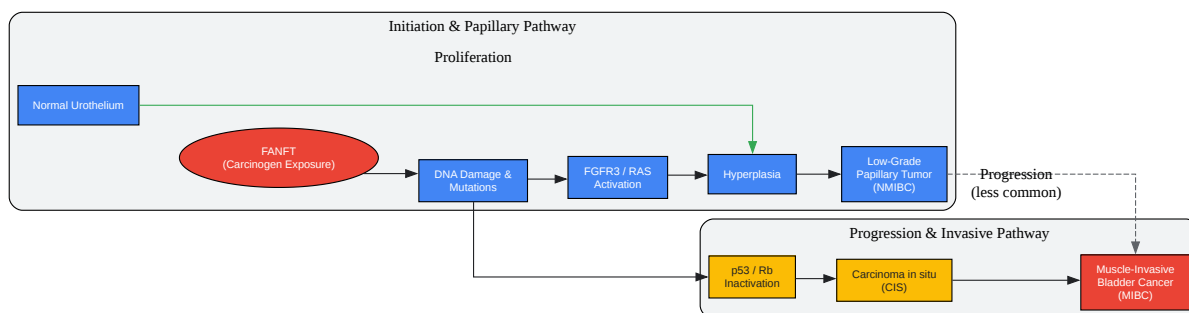 Initiation & Papillary Pathway
Proliferation
Normal Urothelium
FANFT
(Carcinogen Exposure)
DNA Damage &
Mutations
FGFR3 / RAS
Activation
Hyperplasia
Low-Grade
Papillary Tumor
(NMIBC)
Progression
(less common)
Progression & Invasive Pathway
p53 / Rb
Inactivation
Carcinoma in situ
(CIS)
Muscle-Invasive
Bladder Cancer
(MIBC)